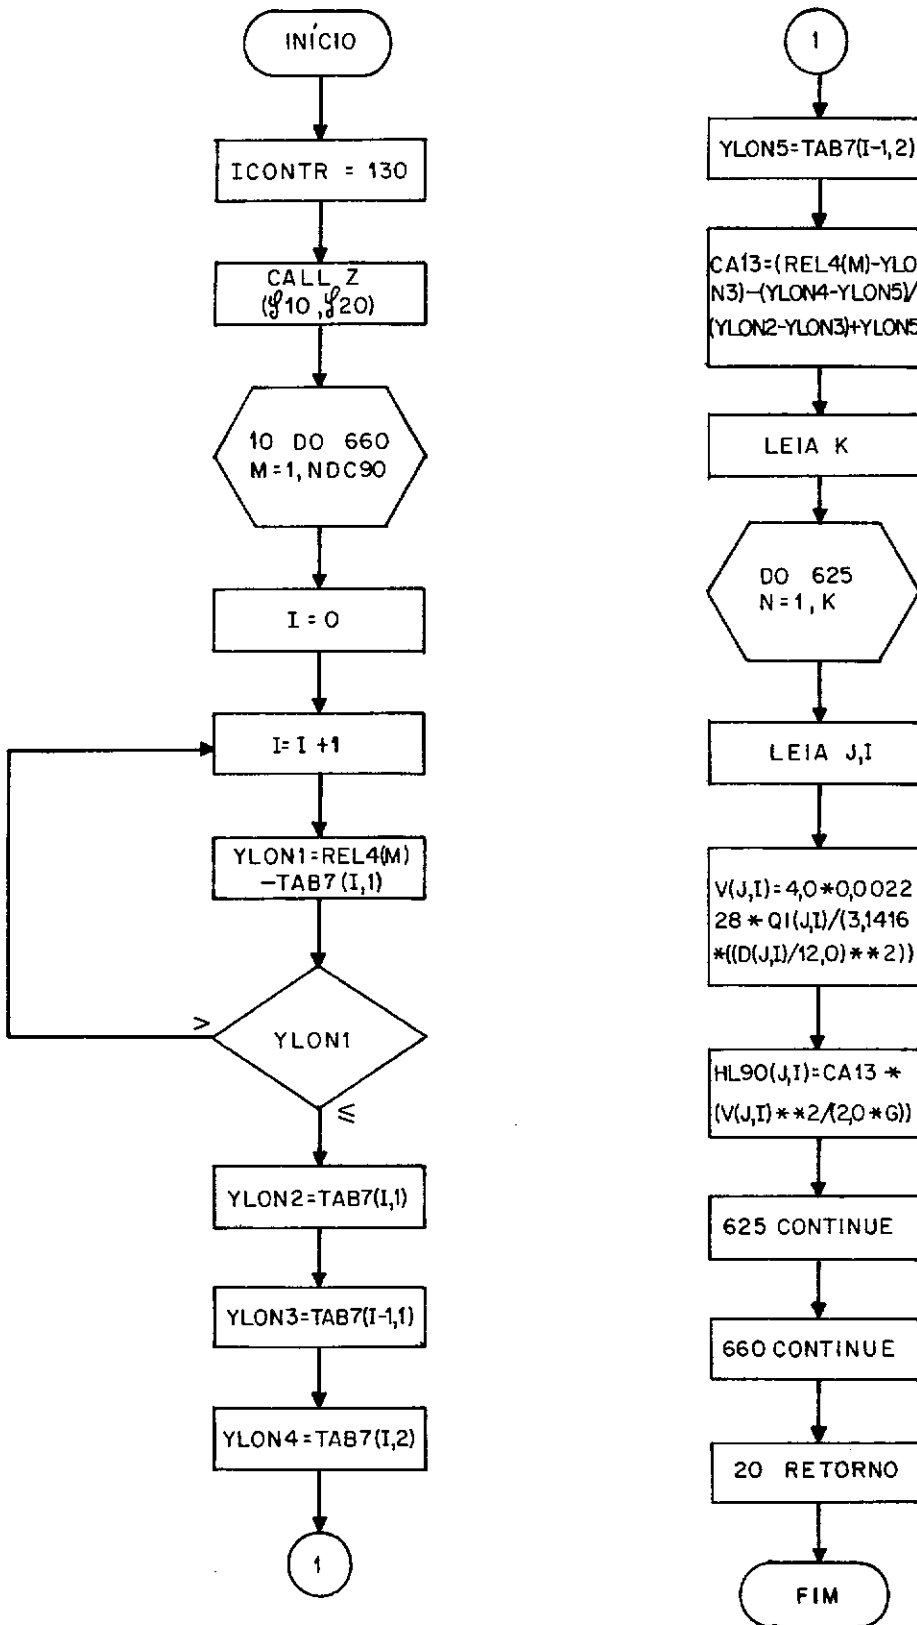 INÍCIO
ICONTR = 130
CALL Z
(&10,&20)
10 DO 660
M=1,NDC90
I=0
I=I+1
YLON1=REL4(M)
-TAB7(I,1)
>
YLON1
≤
YLON2=TAB7(I,1)
YLON3=TAB7(I-1,1)
YLON4=TAB7(I,2)
1
1
YLON5=TAB7(I-1,2)
CA13=(REL4(M)-YLO
N3)-(YLON4-YLON5)/
(YLON2-YLON3)+YLON5
LEIA K
DO 625
N=1,K
LEIA J,I
V(J,I)=4,0*0,0022
28*QI(J,I)/(3,1416
*((D(J,I)/12,0)**2))
HL90(J,I)=CA13*
(V(J,I)**2/(2,0*G))
625 CONTINUE
660 CONTINUE
20 RETORNO
FIM